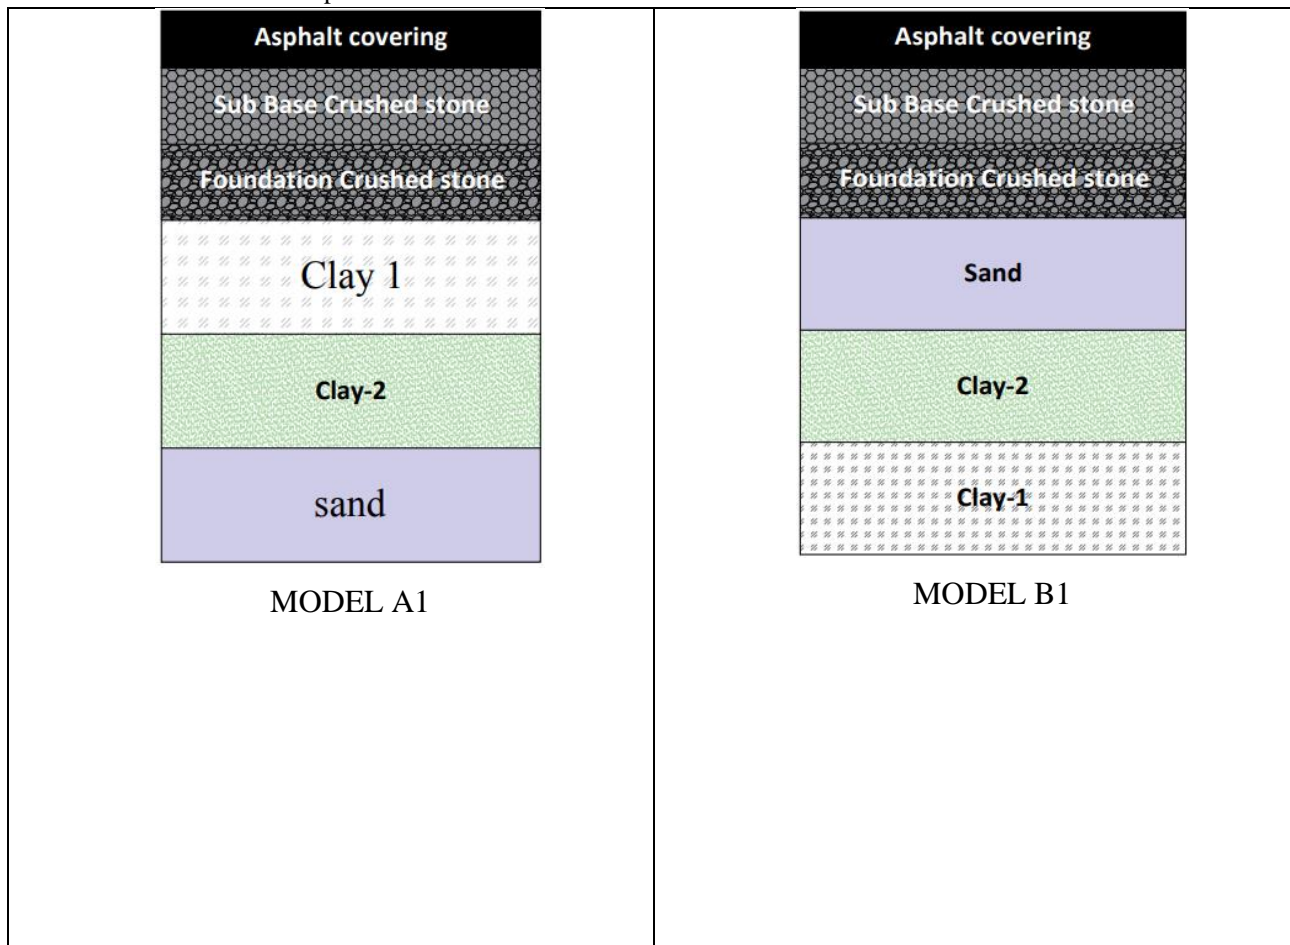 Asphalt covering
Sub Base Crushed stone
Foundation Crushed stone
Clay 1
Clay-2
sand
MODEL A1
Asphalt covering
Sub Base Crushed stone
Foundation Crushed stone
Sand
Clay-2
Clay-1
MODEL B1